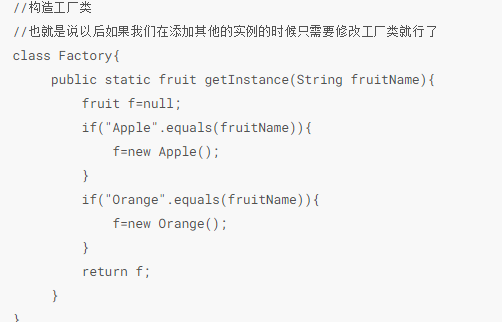 //构造工厂类
//也就是说以后如果我们在添加其他的实例的时候只需要修改工厂类就行了
class Factory{
    public static fruit getInstance(String fruitName){
        fruit f=null;
        if("Apple".equals(fruitName)){
            f=new Apple();
        }
        if("Orange".equals(fruitName)){
            f=new Orange();
        }
        return f;
    }
}